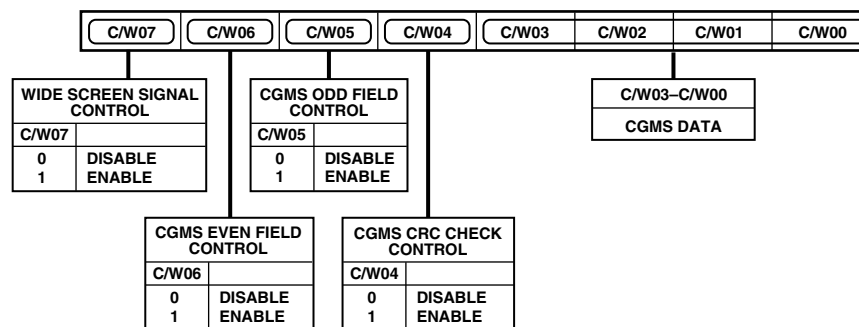 C/W07 C/W06 C/W05 C/W04 C/W03 C/W02 C/W01 C/W00
WIDE SCREEN SIGNAL
CONTROL
C/W07
0 DISABLE
1 ENABLE
CGMS ODD FIELD
CONTROL
C/W05
0 DISABLE
1 ENABLE
C/W03–C/W00
CGMS DATA
CGMS EVEN FIELD
CONTROL
C/W06
0 DISABLE
1 ENABLE
CGMS CRC CHECK
CONTROL
C/W04
0 DISABLE
1 ENABLE